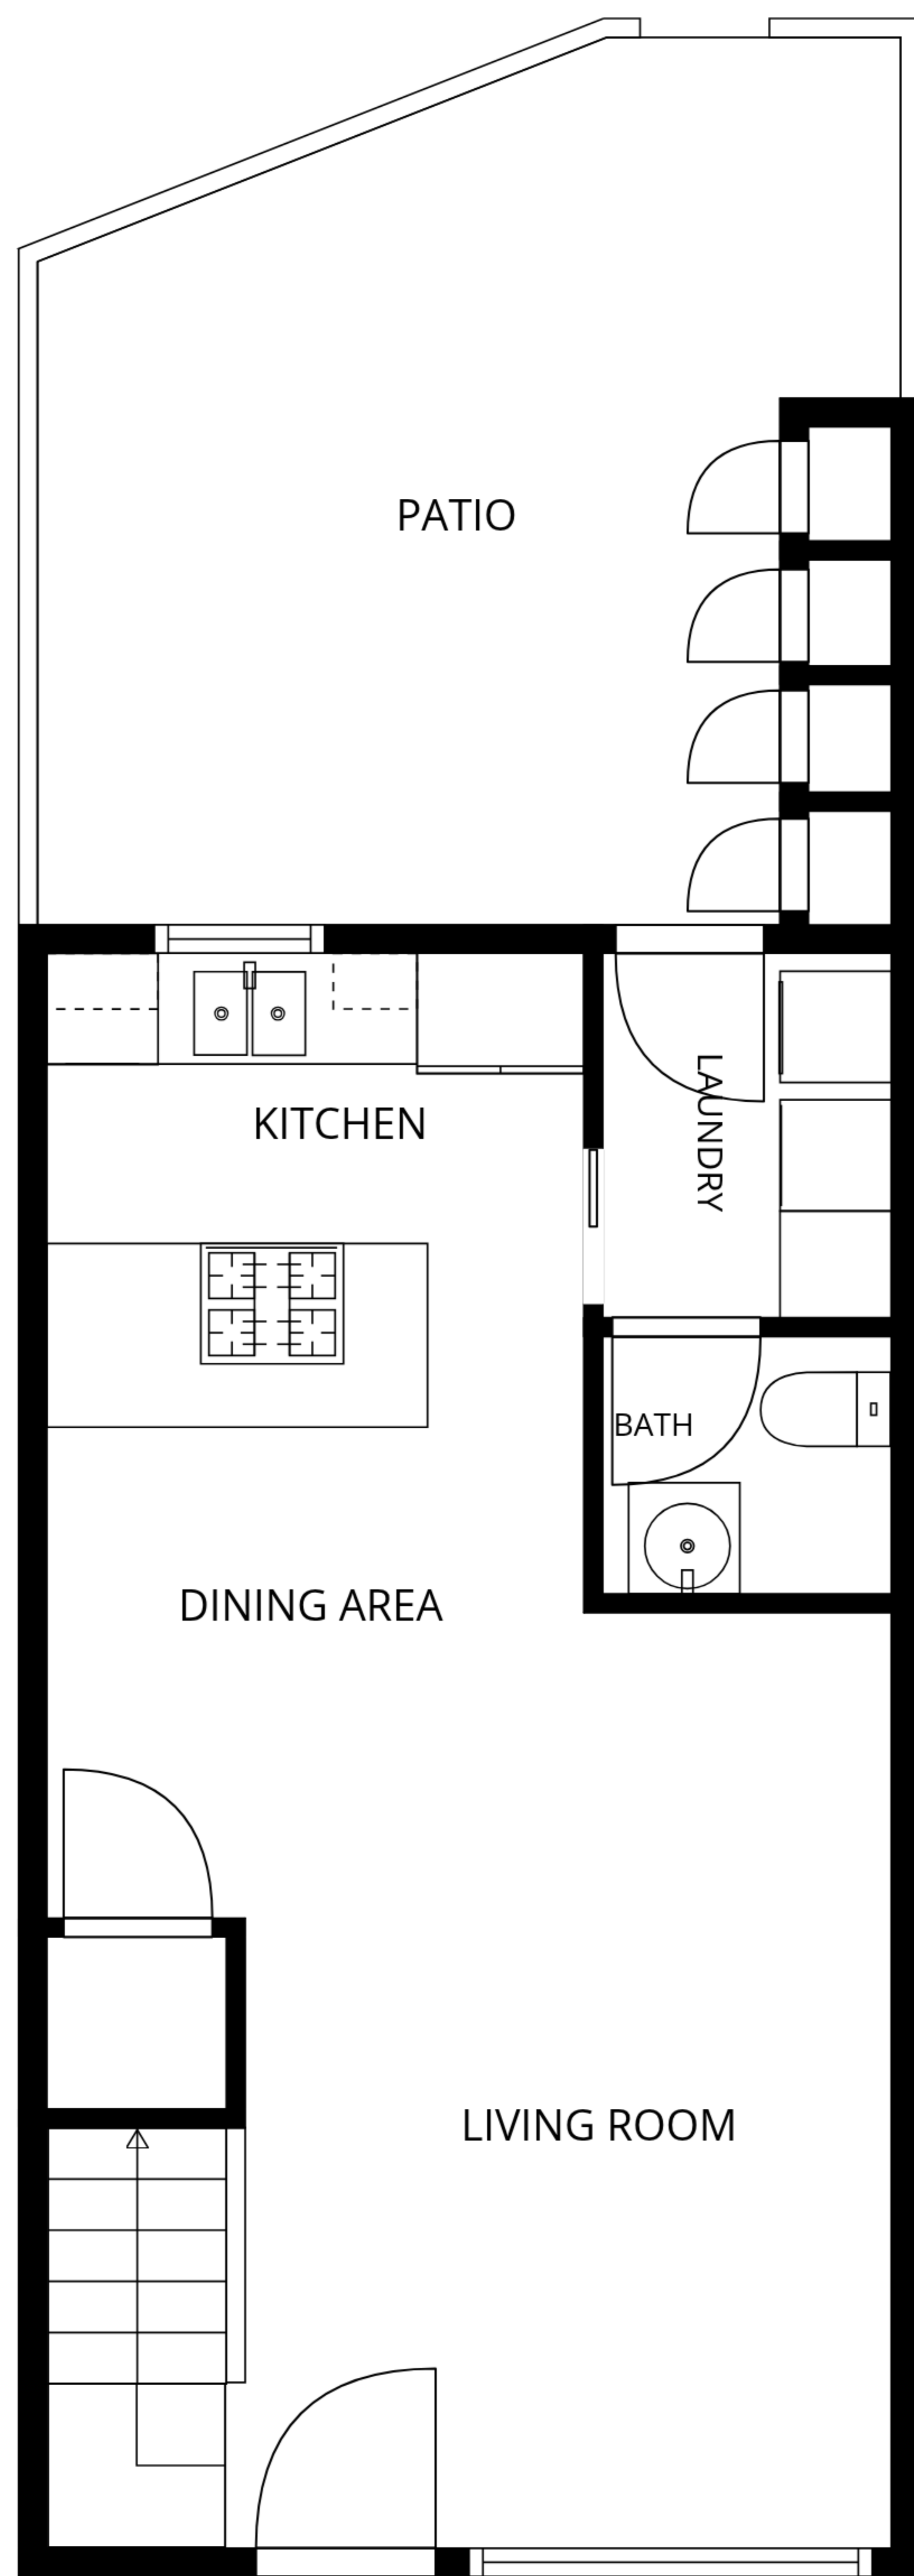 PATIO
KITCHEN
LAUNDRY
BATH
DINING AREA
LIVING ROOM